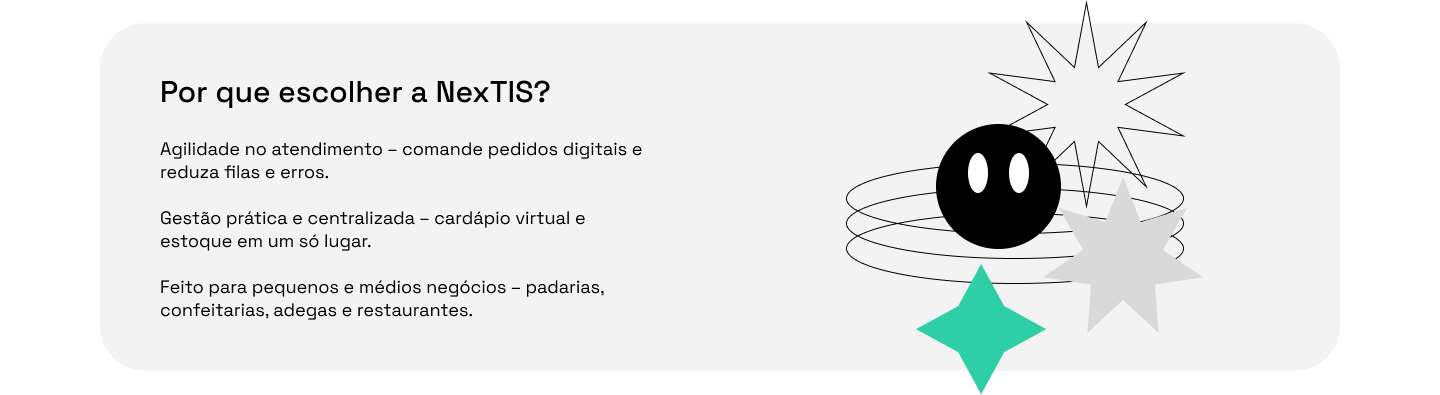 Por que escolher a NexTIS?
Agilidade no atendimento – comande pedidos digitais e
reduza filas e erros.
Gestão prática e centralizada – cardápio virtual e
estoque em um só lugar.
Feito para pequenos e médios negócios – padarias,
confeitarias, adegas e restaurantes.